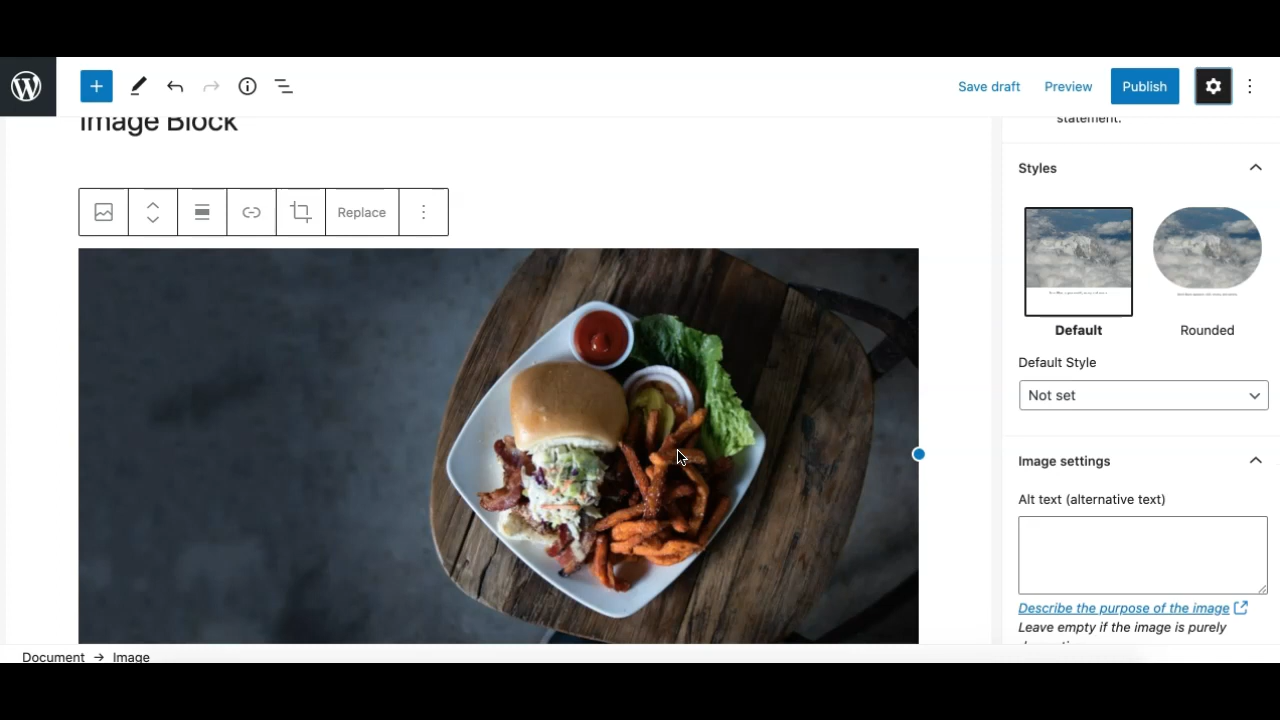 Save draft
Preview
Publish
Image Block
statement.
Styles
Replace
Default
Rounded
Default Style
Not set
Image settings
Alt text (alternative text)
Describe the purpose of the image
Leave empty if the image is purely
Document → Image